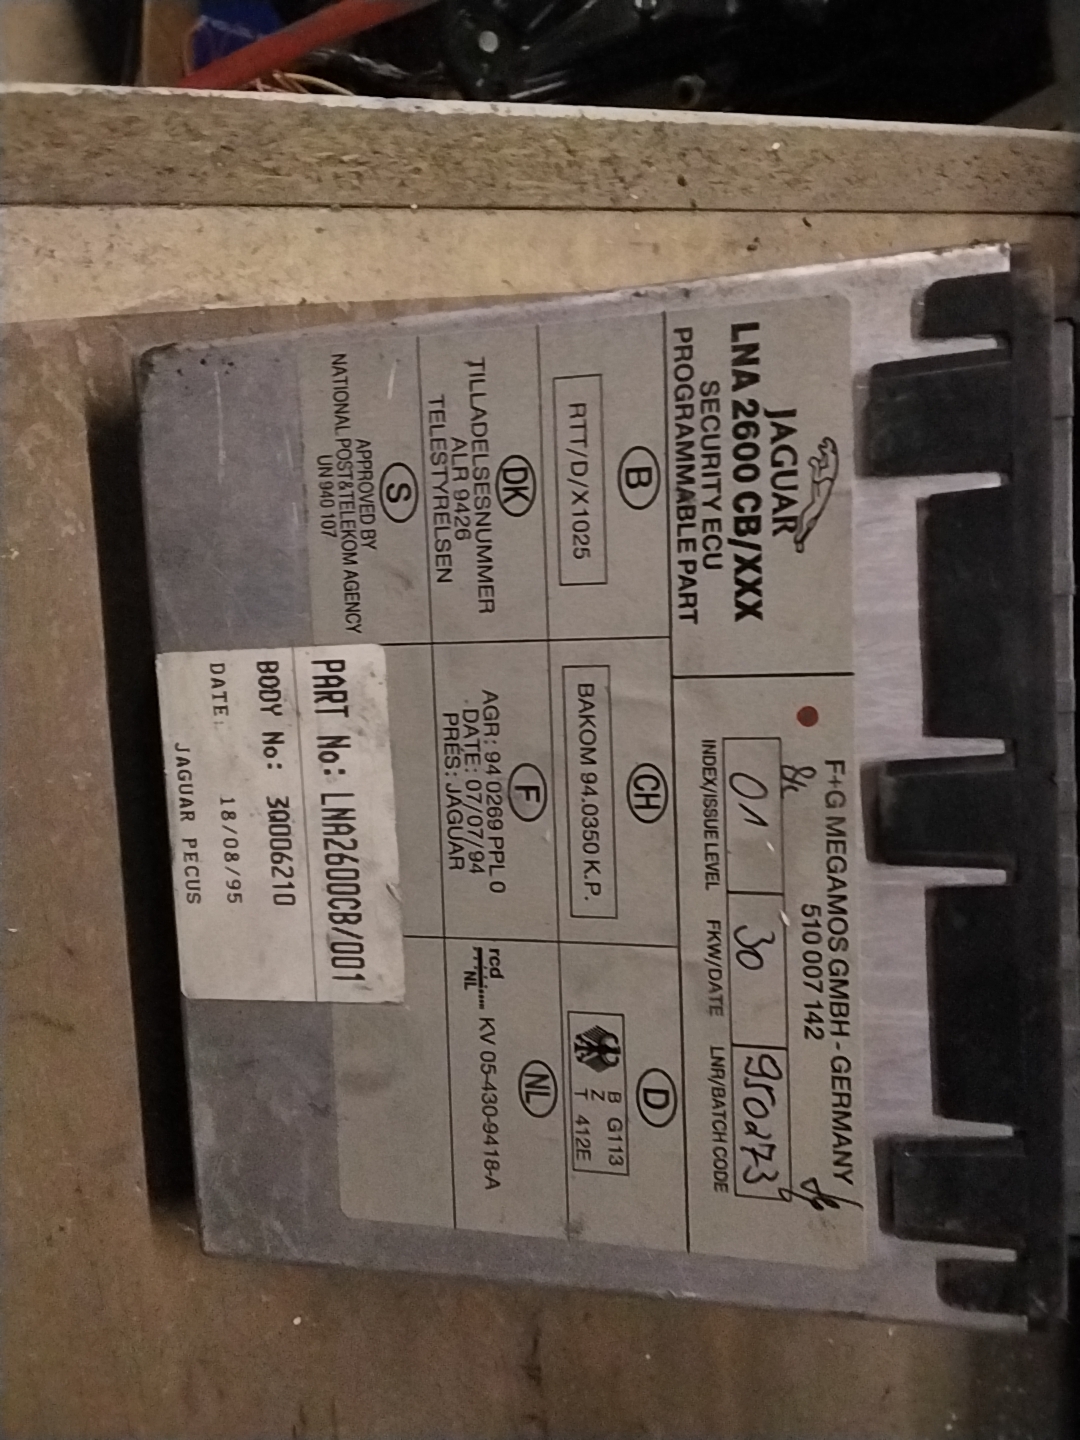 JAGUAR
LNA 2600 CB/XXX
SECURITY ECU
PROGRAMMABLE PART
F+G MEGAMOS GMBH - GERMANY
510 007 142
01
30
INDEX/ISSUE LEVEL
FKW/DATE
LNR/BATCH CODE
B
RTT/D/X1025
CH
BAKOM 94.0350 K.P.
D
B G113
Z
T 412E
DK
TILLADELSESNUMMER
ALR 9426
TELESTYRELSEN
F
AGR: 94 0269 PPL 0
DATE: 07/07/94
PRÉS: JAGUAR
NL
rcd
NL
KV 05-430-9418-A
S
APPROVED BY
NATIONAL POST&TELEKOM AGENCY
UN 940 107
PART No: LNA2600CB/001
BODY No: 3Q006210
DATE: 18/08/95
JAGUAR PECUS